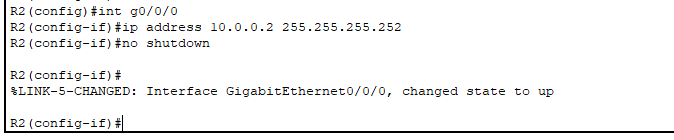 R2(config)#int g0/0/0
R2(config-if)#ip address 10.0.0.2 255.255.255.252
R2(config-if)#no shutdown
R2(config-if)#
%LINK-5-CHANGED: Interface GigabitEthernet0/0/0, changed state to up
R2(config-if)#